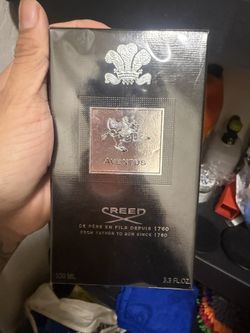 AVENTUS
CREED
DE PÈRE EN FILS DEPUIS 1760
FROM FATHER TO SON SINCE 1760
100 ML
3.3 FL.OZ.